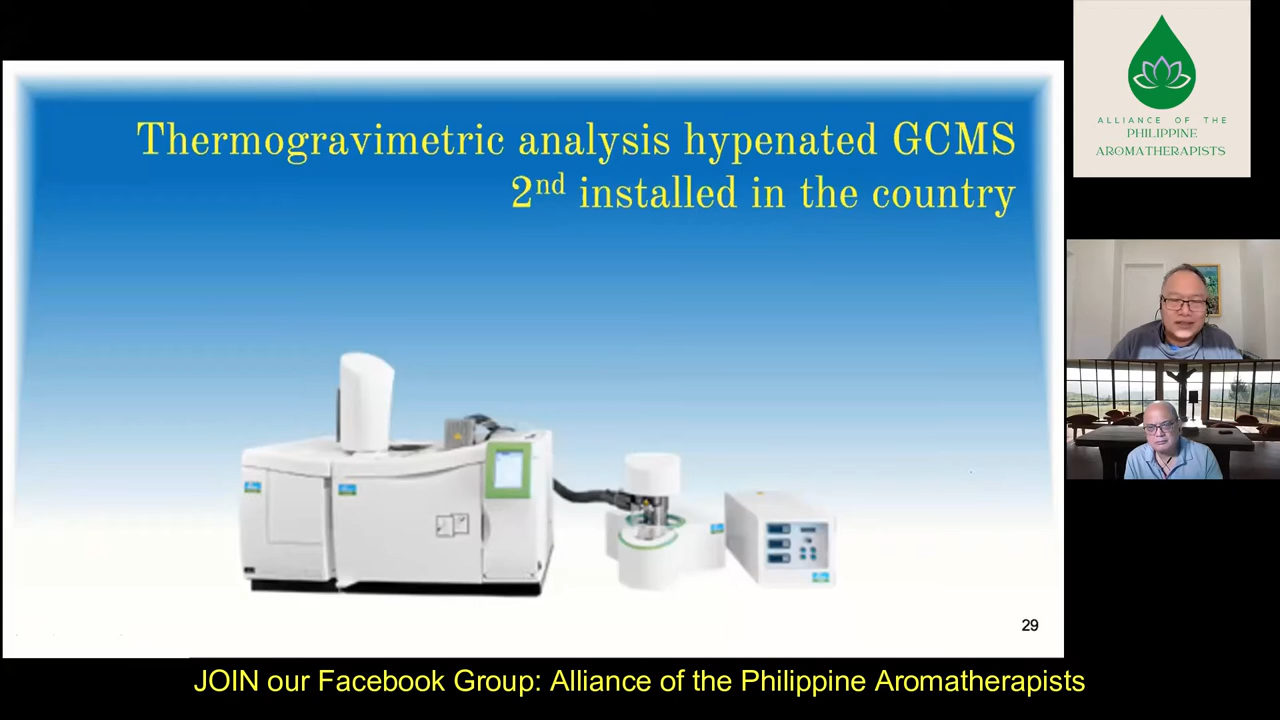 Thermogravimetric analysis hypenated GCMS
2nd installed in the country
29
ALLIANCE OF THE
PHILIPPINE
AROMATHERAPISTS
JOIN our Facebook Group: Alliance of the Philippine Aromatherapists